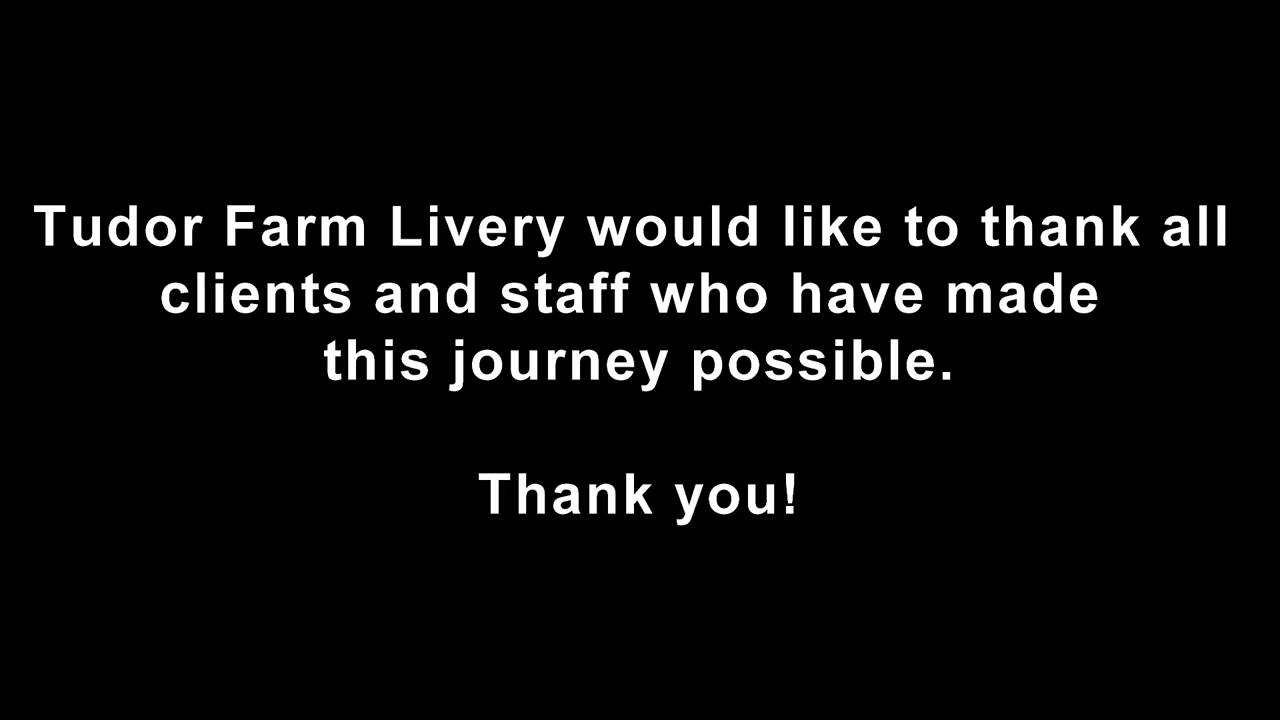 Tudor Farm Livery would like to thank all
clients and staff who have made
this journey possible.
Thank you!